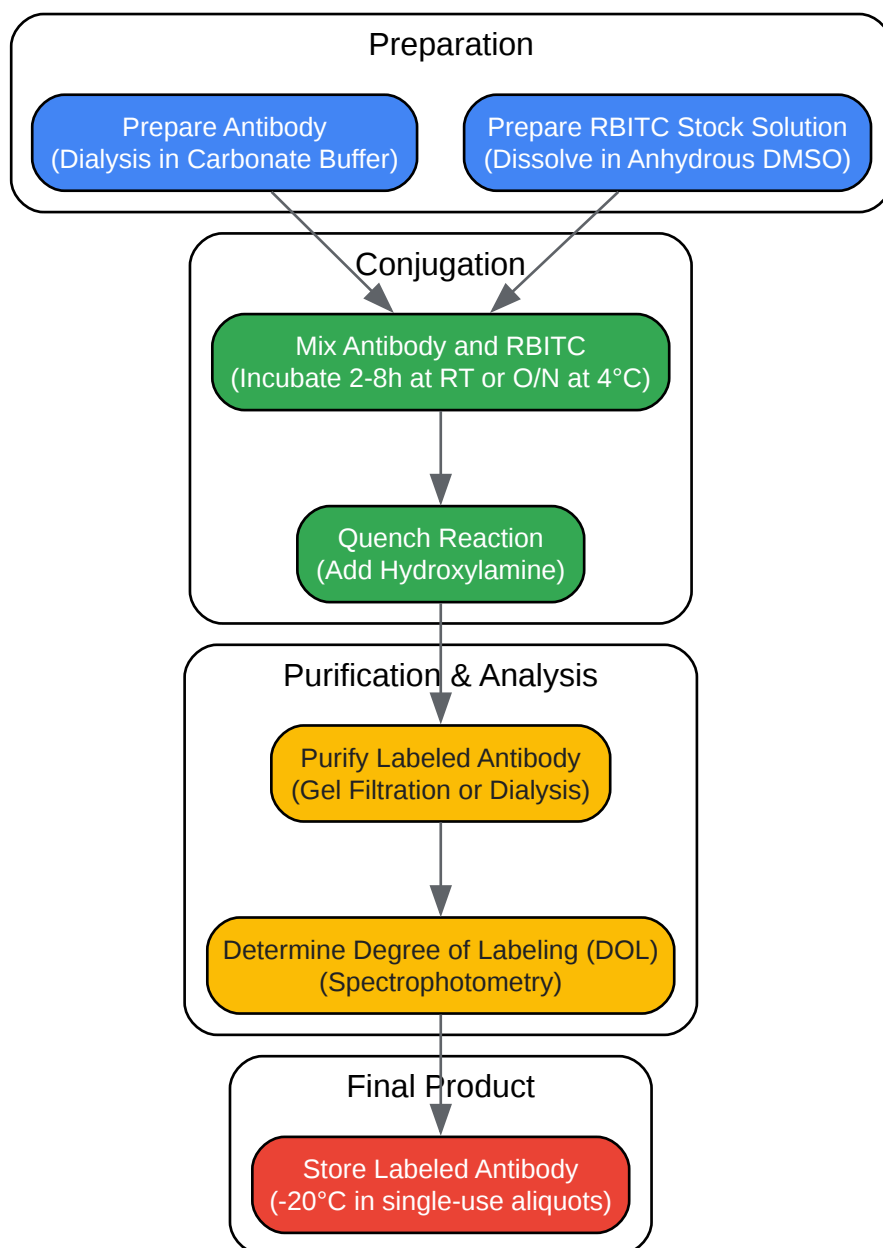 Preparation
Prepare Antibody
(Dialysis in Carbonate Buffer)
Prepare RBITC Stock Solution
(Dissolve in Anhydrous DMSO)
Conjugation
Mix Antibody and RBITC
(Incubate 2-8h at RT or O/N at 4°C)
Quench Reaction
(Add Hydroxylamine)
Purification & Analysis
Purify Labeled Antibody
(Gel Filtration or Dialysis)
Determine Degree of Labeling (DOL)
(Spectrophotometry)
Final Product
Store Labeled Antibody
(-20°C in single-use aliquots)